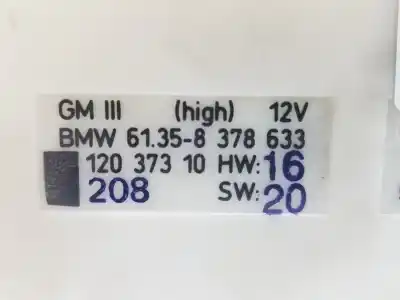 GM III (high) 12V
BMW 61.35-8 378 633
120 373 10 HW: 16
208 SW: 20